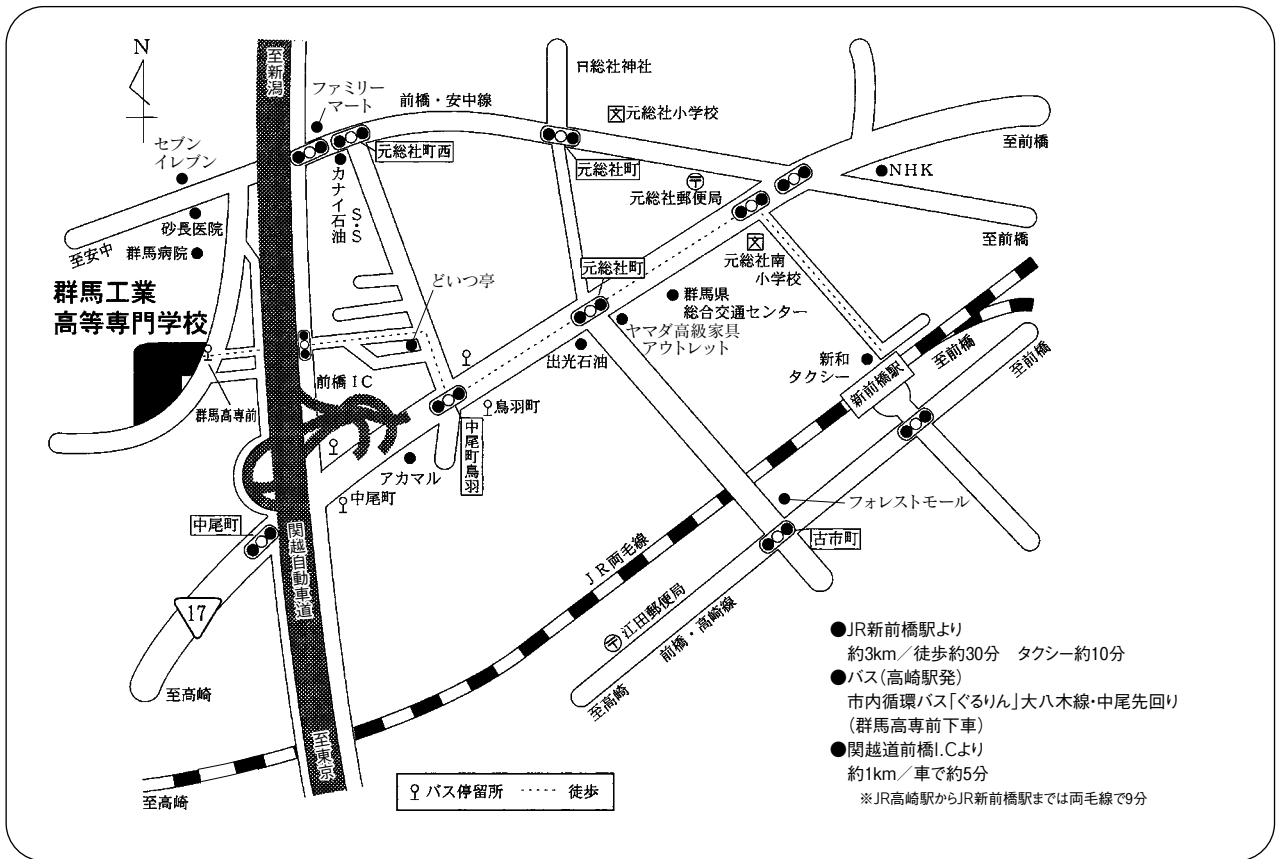 N
至新潟
ファミリー
マート
前橋・安中線
総社神社
文 元総社小学校
セブン
イレブン
元総社町西
元総社町
至前橋
NHK
カナイ石油
S・S
〒
元総社郵便局
砂長医院
至安中
群馬病院
文
元総社南
小学校
至前橋
元総社町
どいつ亭
群馬工業
高等専門学校
群馬県
総合交通センター
ヤマダ高級家具
アウトレット
出光石油
新和
タクシー
新前橋駅
至前橋
至前橋
前橋IC
群馬高専前
鳥羽町
中尾町鳥羽
アカマル
中尾町
中尾町
関越自動車道
フォレストモール
古市町
JR両毛線
17
〒江田郵便局
前橋・高崎線
至高崎
至高崎
至東京
至高崎
バス停留所 ------ 徒歩
●JR新前橋駅より
約3km/徒歩約30分 タクシー約10分
●バス(高崎駅発)
市内循環バス「ぐるりん」大八木線・中尾先回り
(群馬高専前下車)
●関越道前橋I.Cより
約1km/車で約5分
※JR高崎駅からJR新前橋駅までは両毛線で9分